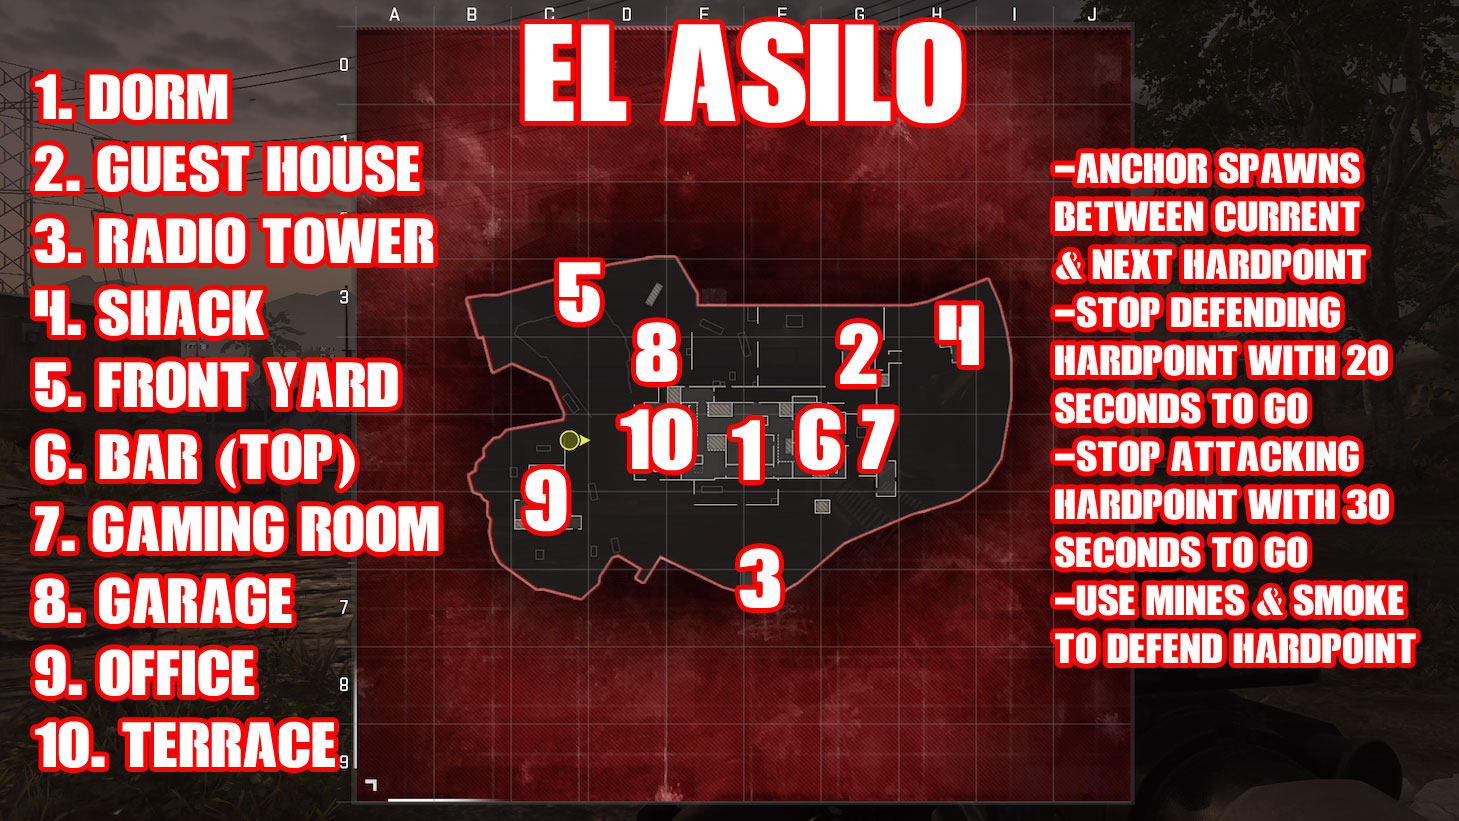 A B C D E F G H I J
EL ASILO
0
1
3
7
8
9
1. DORM
2. GUEST HOUSE
3. RADIO TOWER
4. SHACK
5. FRONT YARD
6. BAR (TOP)
7. GAMING ROOM
8. GARAGE
9. OFFICE
10. TERRACE
5
8
2
4
10
1
6
7
9
3
-ANCHOR SPAWNS
BETWEEN CURRENT
& NEXT HARDPOINT
-STOP DEFENDING
HARDPOINT WITH 20
SECONDS TO GO
-STOP ATTACKING
HARDPOINT WITH 30
SECONDS TO GO
-USE MINES & SMOKE
TO DEFEND HARDPOINT